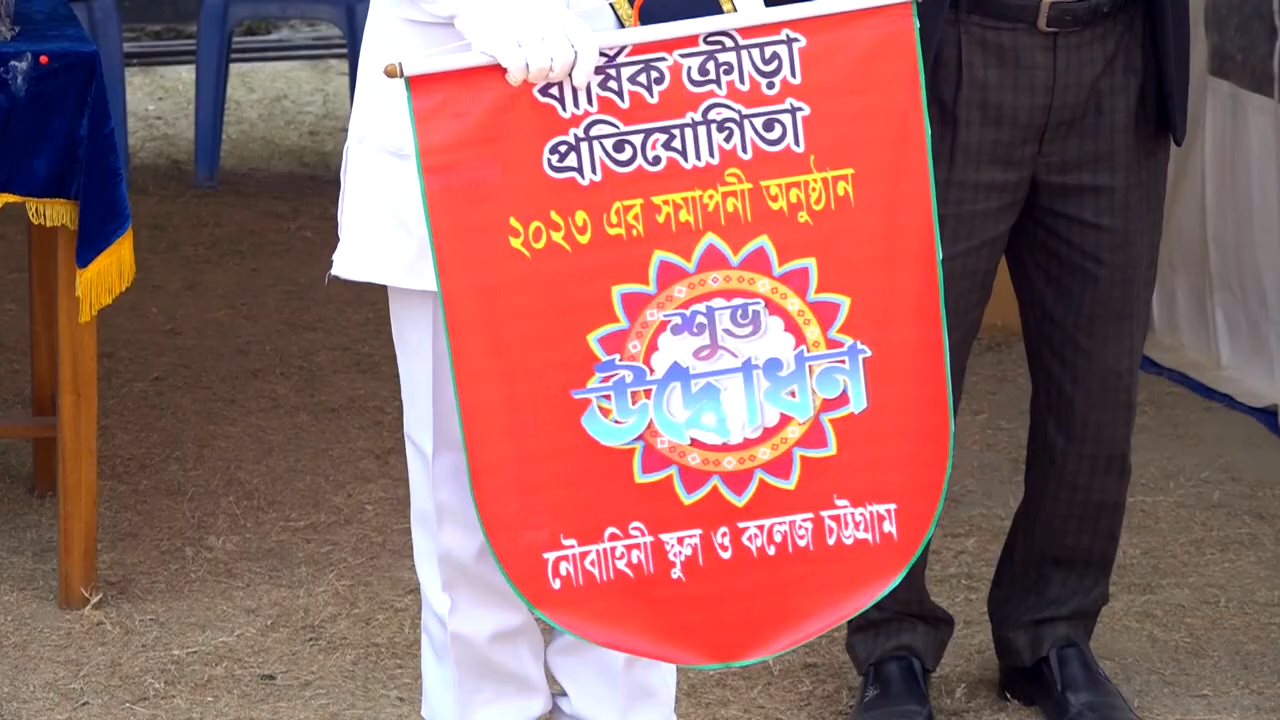 বার্ষিক ক্রীড়া
প্রতিযোগিতা
২০২৩ এর সমাপনী অনুষ্ঠান
শুভ
উদ্বোধন
নৌবাহিনী স্কুল ও কলেজ চট্টগ্রাম